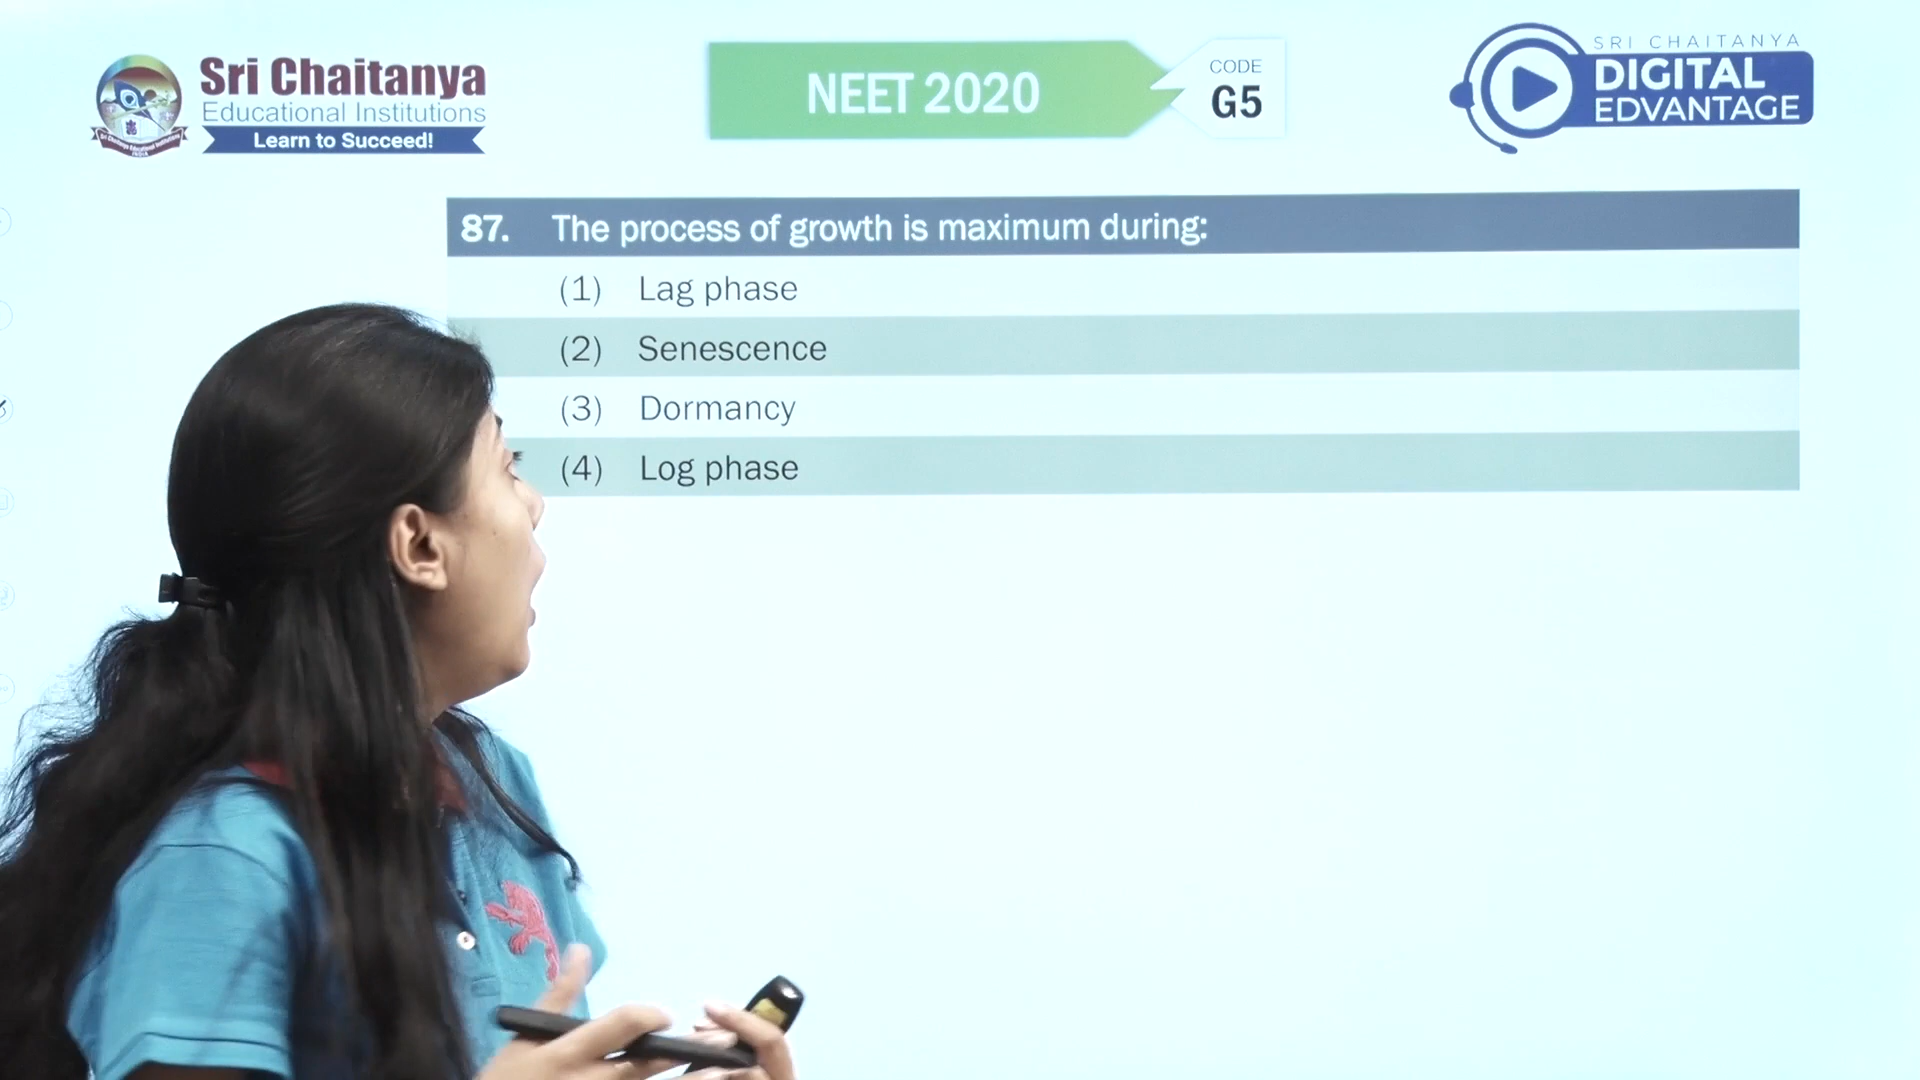 Sri Chaitanya
Educational Institutions
Learn to Succeed!
NEET 2020
CODE
G5
SRI CHAITANYA
DIGITAL
EDVANTAGE
87. The process of growth is maximum during:
(1) Lag phase
(2) Senescence
(3) Dormancy
(4) Log phase